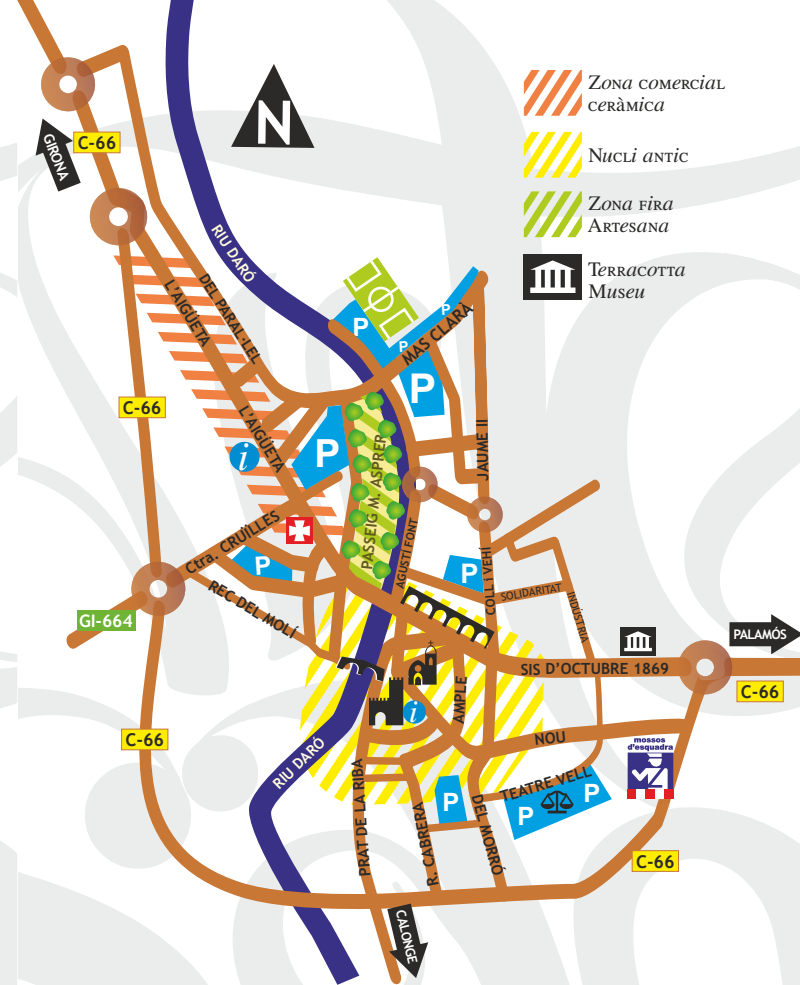 N
Zona comercial
ceràmica
Nucli antic
Zona fira
Artesana
Terracotta
Museu
C-66
GIRONA
RIU DARÓ
DEL PARAL·LEL
L'AIGÜETA
P
P
P
MAS CLARÀ
P
C-66
L'AIGÜETA
i
P
PASSEIG M. ASPRER
JAUME II
Ctra. CRUÏLLES
P
AGUSTÍ FONT
P
COLL I VEHÍ
SOLIDARITAT
INDÚSTRIA
REC DEL MOLÍ
GI-664
PALAMÓS
SIS D'OCTUBRE 1869
C-66
AMPLE
i
C-66
NOU
mossos
d'esquadra
RIU DARÓ
TEATRE VELL
P
P
P
PRAT DE LA RIBA
R. CABRERA
DEL MORRÓ
C-66
CALONGE